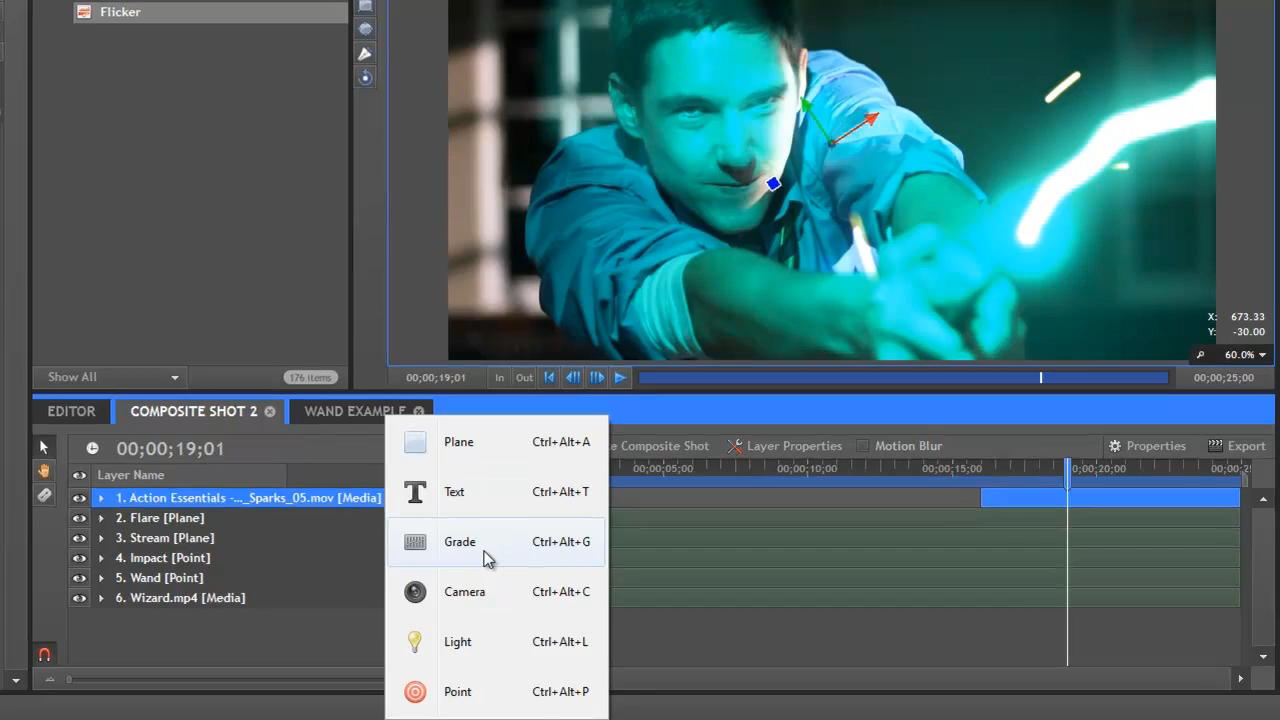 Flicker
X: 673.33
Y: -30.00
60.0%
Show All
176 items
00;00;19;01
In
Out
00;00;25;00
EDITOR
COMPOSITE SHOT 2
WAND EXAMPLE
00;00;19;01
e Composite Shot
Layer Properties
Motion Blur
Properties
Export
Layer Name
00;00;05;00
00;00;10;00
00;00;15;00
0;00;20;00
00;00;2
1. Action Essentials -..._Sparks_05.mov [Media]
2. Flare [Plane]
3. Stream [Plane]
4. Impact [Point]
5. Wand [Point]
6. Wizard.mp4 [Media]
Plane Ctrl+Alt+A
Text Ctrl+Alt+T
Grade Ctrl+Alt+G
Camera Ctrl+Alt+C
Light Ctrl+Alt+L
Point Ctrl+Alt+P